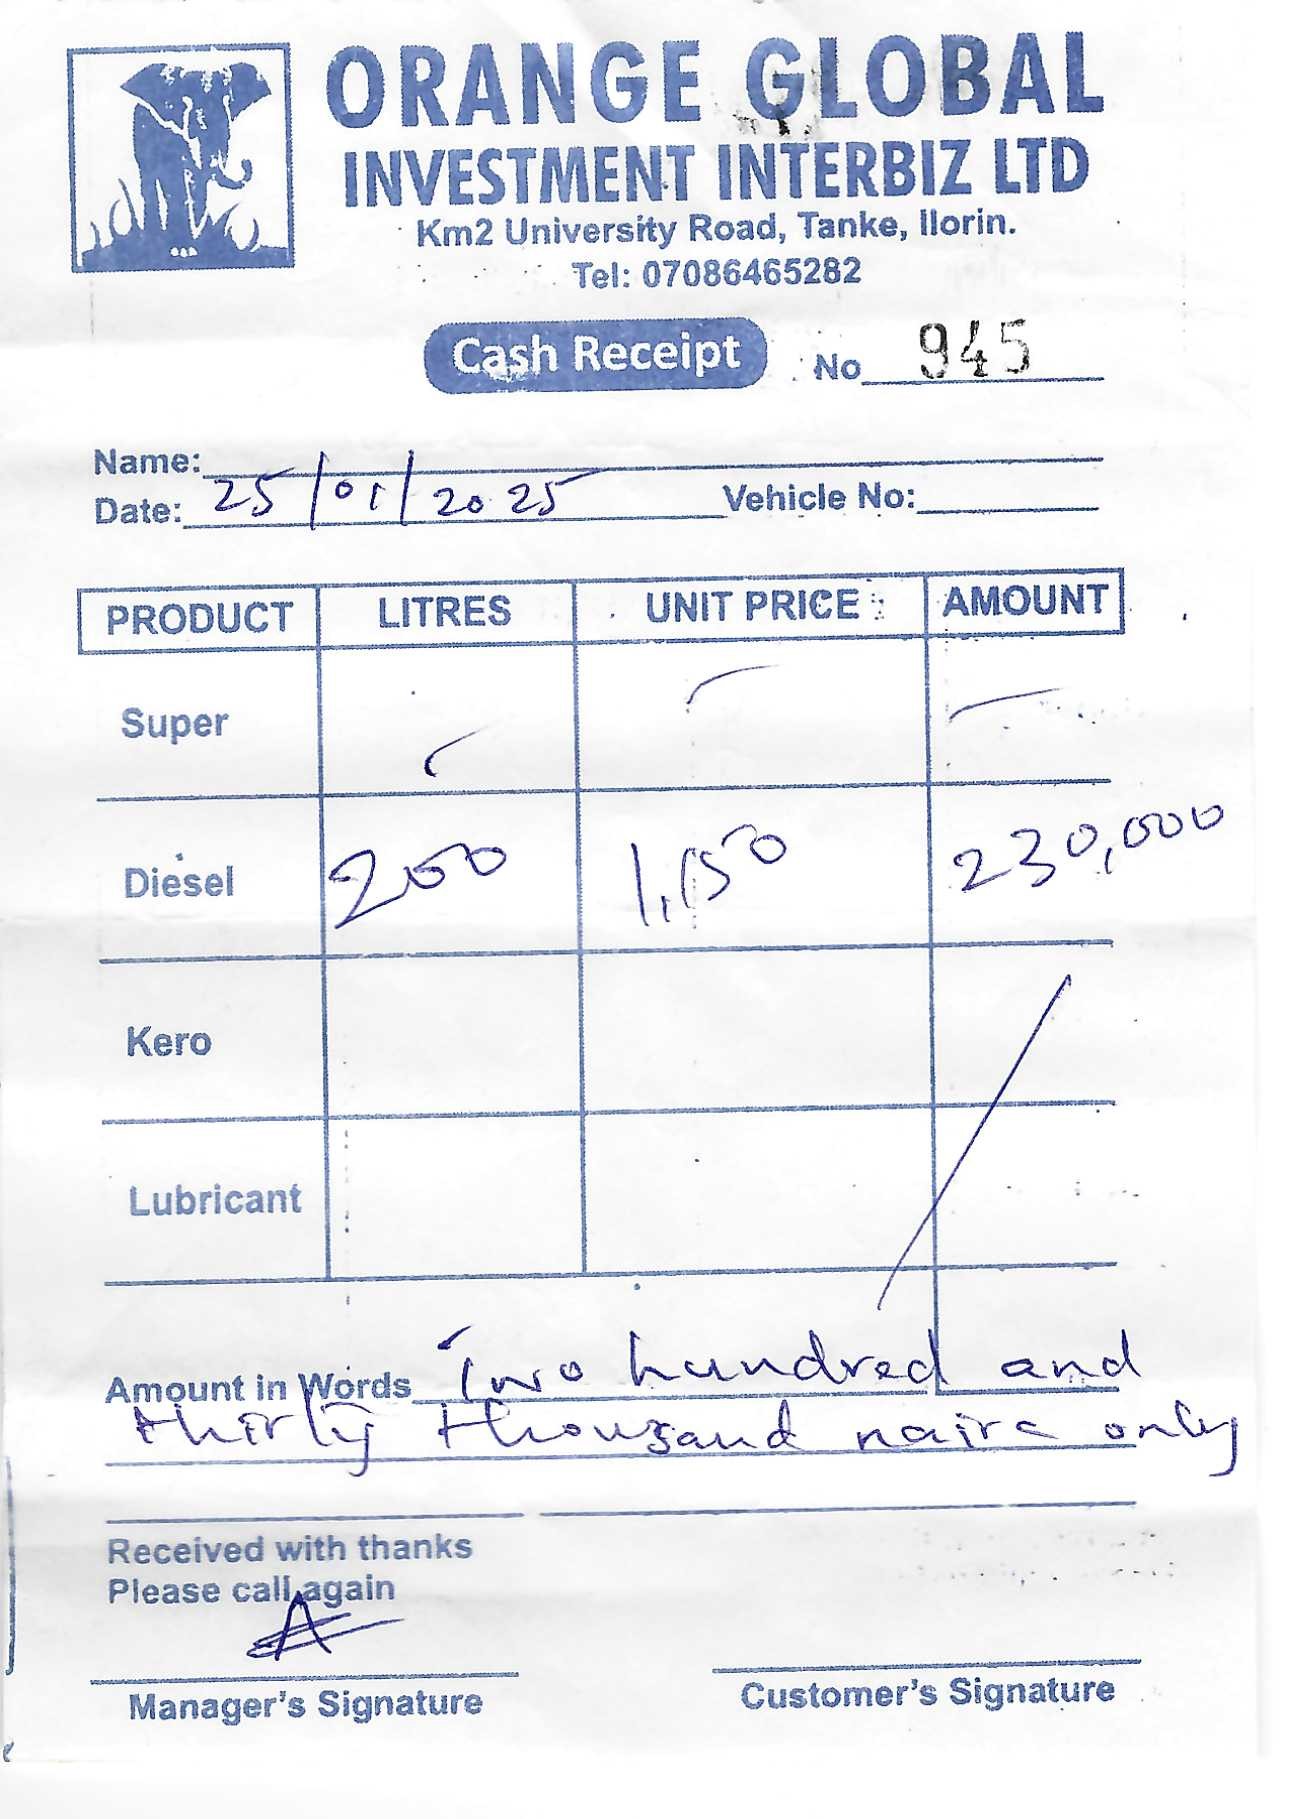 ORANGE GLOBAL
INVESTMENT INTERBIZ LTD
Km2 University Road, Tanke, Ilorin.
Tel: 07086465282
Cash Receipt No 945
Name:
Date: 25/01/2025 Vehicle No:
PRODUCT LITRES UNIT PRICE AMOUNT
Super
Diesel 200 1,150 230,000
Kero
Lubricant
Amount in Words Two hundred and
thirty thousand naira only
Received with thanks
Please call again
Manager's Signature Customer's Signature